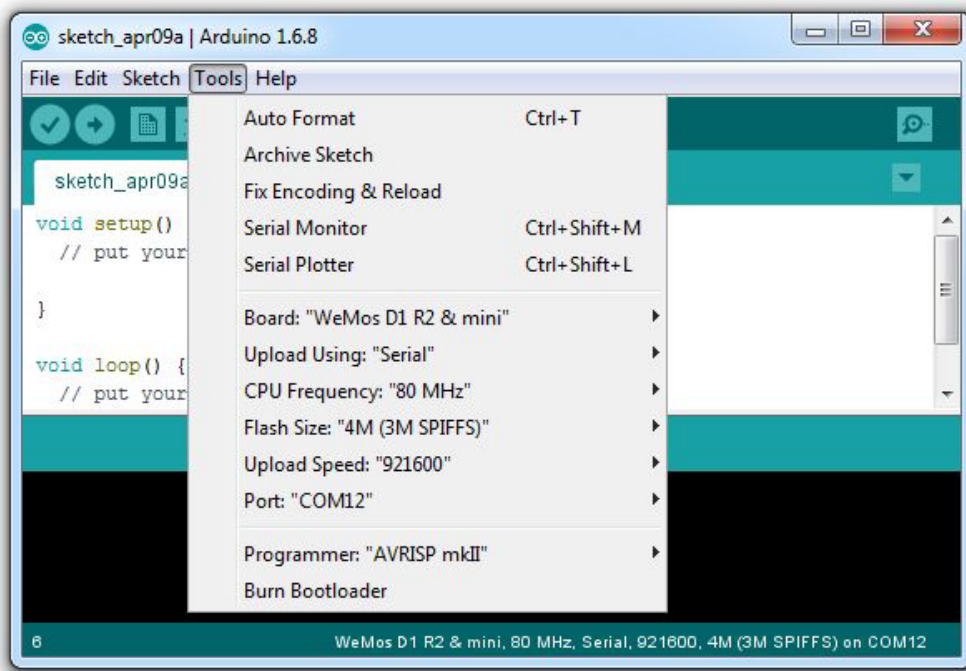 sketch_apr09a | Arduino 1.6.8
File Edit Sketch Tools Help
Auto Format Ctrl+T
Archive Sketch
sketch_apr09a
Fix Encoding & Reload
void setup()
Serial Monitor Ctrl+Shift+M
// put your
Serial Plotter Ctrl+Shift+L
}
Board: "WeMos D1 R2 & mini"
Upload Using: "Serial"
void loop() {
CPU Frequency: "80 MHz"
// put your
Flash Size: "4M (3M SPIFFS)"
Upload Speed: "921600"
Port: "COM12"
Programmer: "AVRISP mkII"
Burn Bootloader
6 WeMos D1 R2 & mini, 80 MHz, Serial, 921600, 4M (3M SPIFFS) on COM12